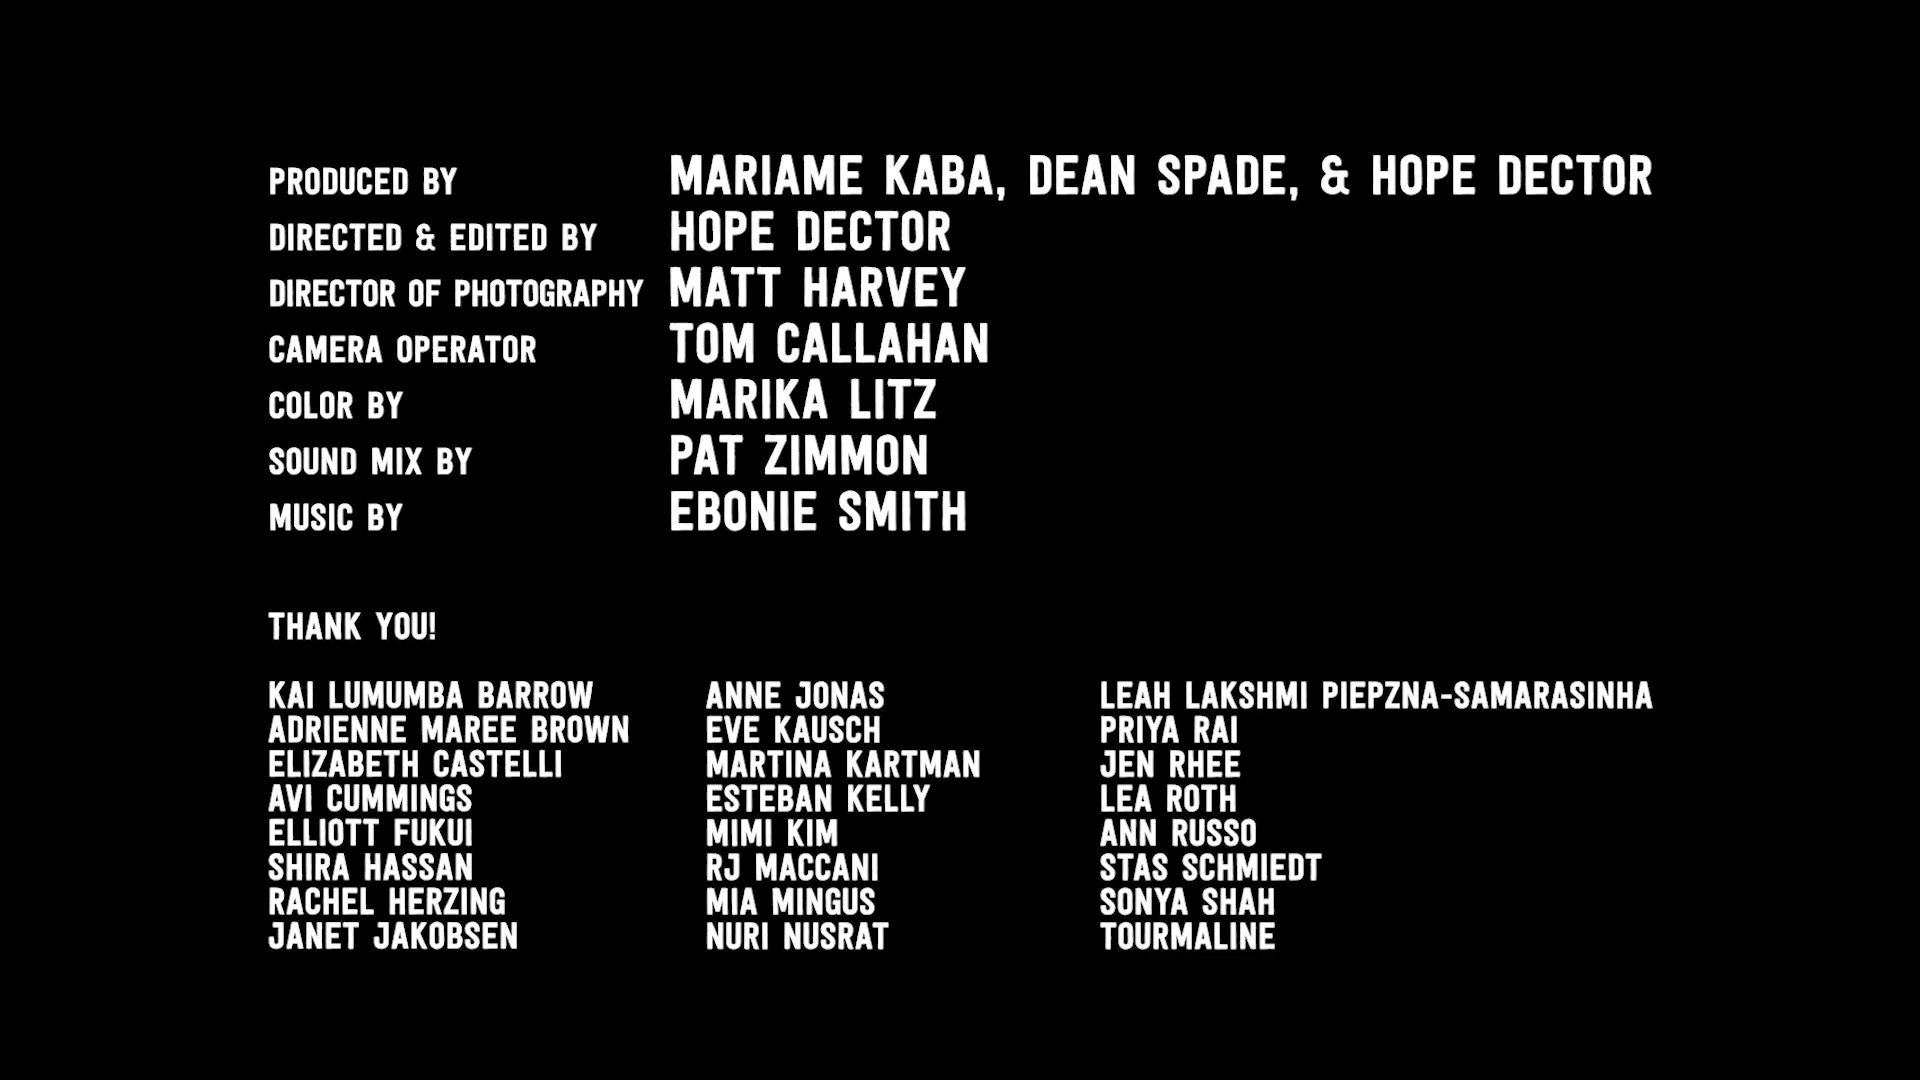 PRODUCED BY MARIAME KABA, DEAN SPADE, & HOPE DECTOR
DIRECTED & EDITED BY HOPE DECTOR
DIRECTOR OF PHOTOGRAPHY MATT HARVEY
CAMERA OPERATOR TOM CALLAHAN
COLOR BY MARIKA LITZ
SOUND MIX BY PAT ZIMMON
MUSIC BY EBONIE SMITH
THANK YOU!
KAI LUMUMBA BARROW
ADRIENNE MAREE BROWN
ELIZABETH CASTELLI
AVI CUMMINGS
ELLIOTT FUKUI
SHIRA HASSAN
RACHEL HERZING
JANET JAKOBSEN
ANNE JONAS
EVE KAUSCH
MARTINA KARTMAN
ESTEBAN KELLY
MIMI KIM
RJ MACCANI
MIA MINGUS
NURI NUSRAT
LEAH LAKSHMI PIEPZNA-SAMARASINHA
PRIYA RAI
JEN RHEE
LEA ROTH
ANN RUSSO
STAS SCHMIEDT
SONYA SHAH
TOURMALINE